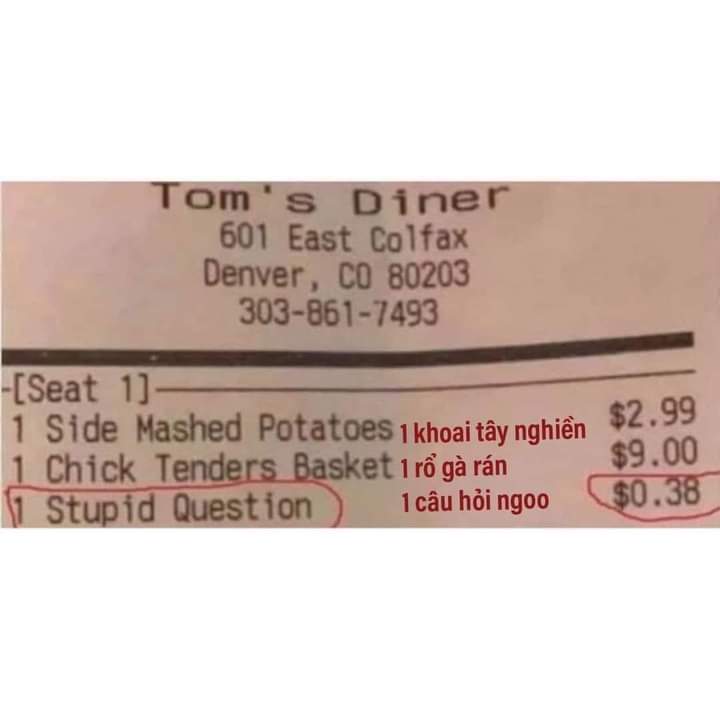 Tom's Diner
601 East Colfax
Denver, CO 80203
303-861-7493
-[Seat 1]
1 Side Mashed Potatoes 1 khoai tây nghiền $2.99
1 Chick Tenders Basket 1 rổ gà rán $9.00
1 Stupid Question 1 câu hỏi ngoo $0.38